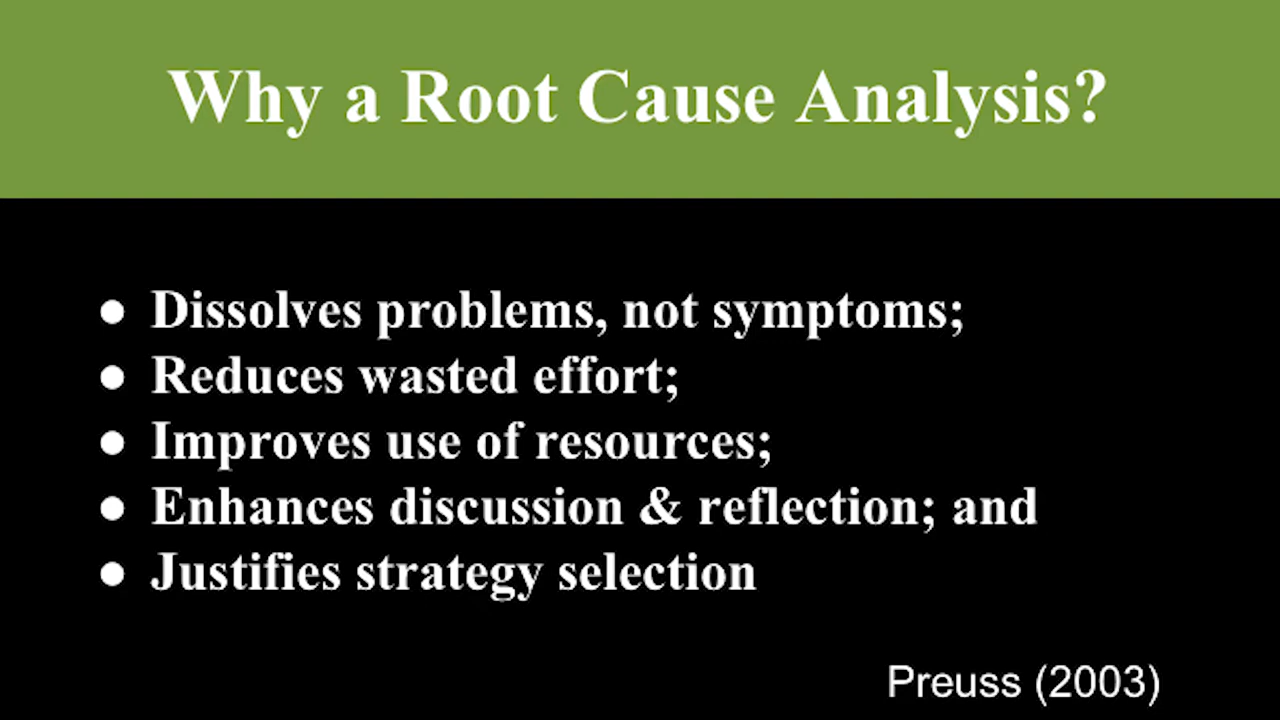 Why a Root Cause Analysis?
● Dissolves problems, not symptoms;
● Reduces wasted effort;
● Improves use of resources;
● Enhances discussion & reflection; and
● Justifies strategy selection
Preuss (2003)